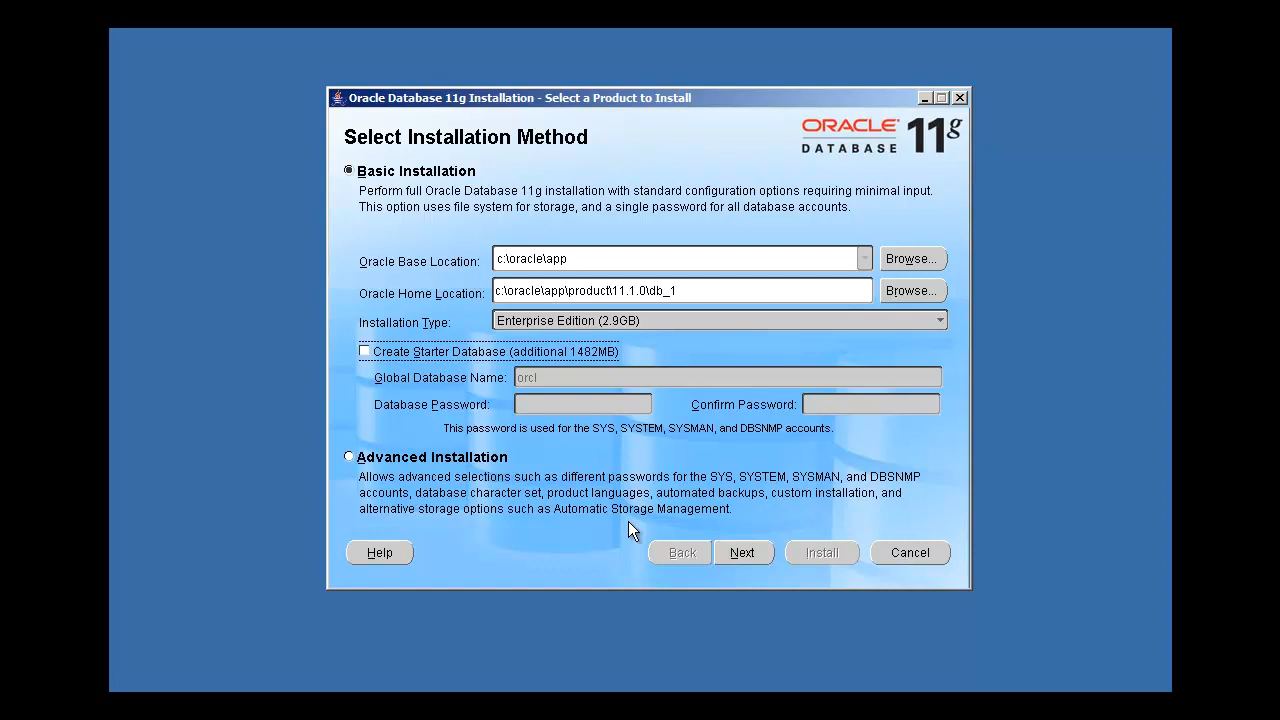 Oracle Database 11g Installation - Select a Product to Install
Select Installation Method
ORACLE
DATABASE
11g
Basic Installation
Perform full Oracle Database 11g installation with standard configuration options requiring minimal input.
This option uses file system for storage, and a single password for all database accounts.
Oracle Base Location: c:\oracle\app Browse...
Oracle Home Location: c:\oracle\app\product\11.1.0\db_1 Browse...
Installation Type: Enterprise Edition (2.9GB)
Create Starter Database (additional 1482MB)
Global Database Name: orcl
Database Password: Confirm Password:
This password is used for the SYS, SYSTEM, SYSMAN, and DBSNMP accounts.
Advanced Installation
Allows advanced selections such as different passwords for the SYS, SYSTEM, SYSMAN, and DBSNMP
accounts, database character set, product languages, automated backups, custom installation, and
alternative storage options such as Automatic Storage Management.
Help Back Next Install Cancel